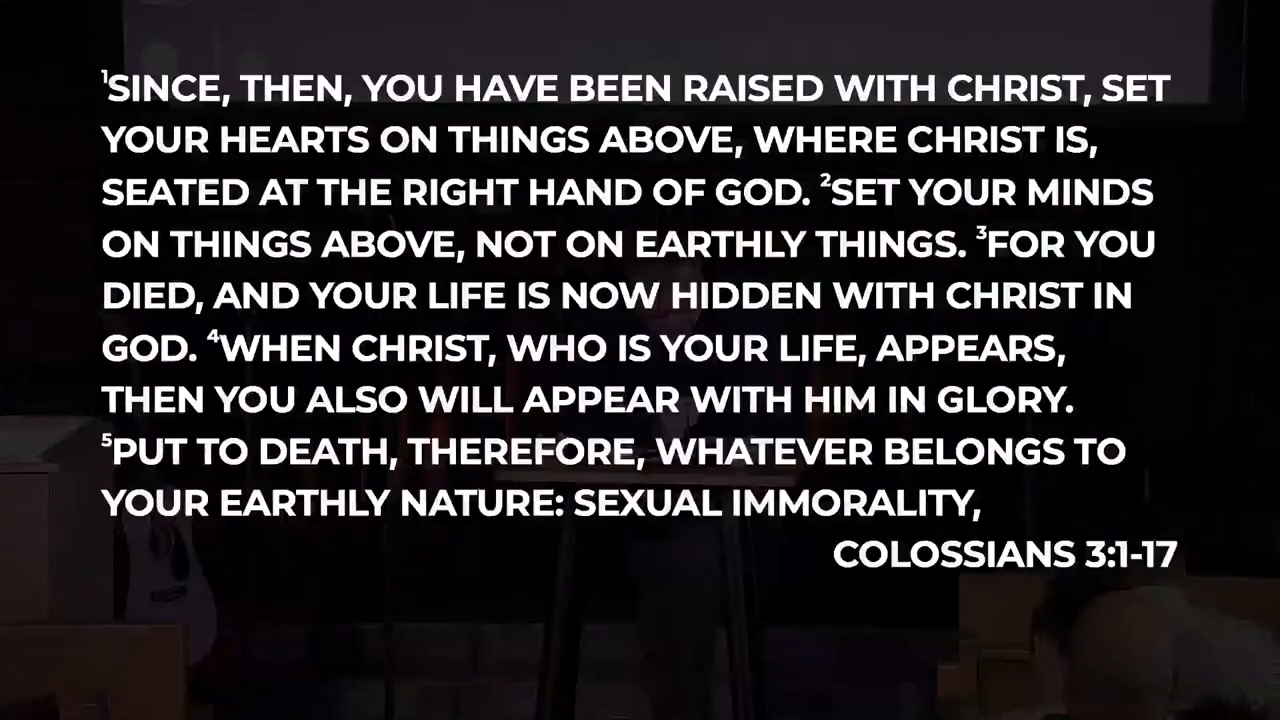 ¹SINCE, THEN, YOU HAVE BEEN RAISED WITH CHRIST, SET
YOUR HEARTS ON THINGS ABOVE, WHERE CHRIST IS,
SEATED AT THE RIGHT HAND OF GOD. ²SET YOUR MINDS
ON THINGS ABOVE, NOT ON EARTHLY THINGS. ³FOR YOU
DIED, AND YOUR LIFE IS NOW HIDDEN WITH CHRIST IN
GOD. ⁴WHEN CHRIST, WHO IS YOUR LIFE, APPEARS,
THEN YOU ALSO WILL APPEAR WITH HIM IN GLORY.
⁵PUT TO DEATH, THEREFORE, WHATEVER BELONGS TO
YOUR EARTHLY NATURE: SEXUAL IMMORALITY,
COLOSSIANS 3:1-17